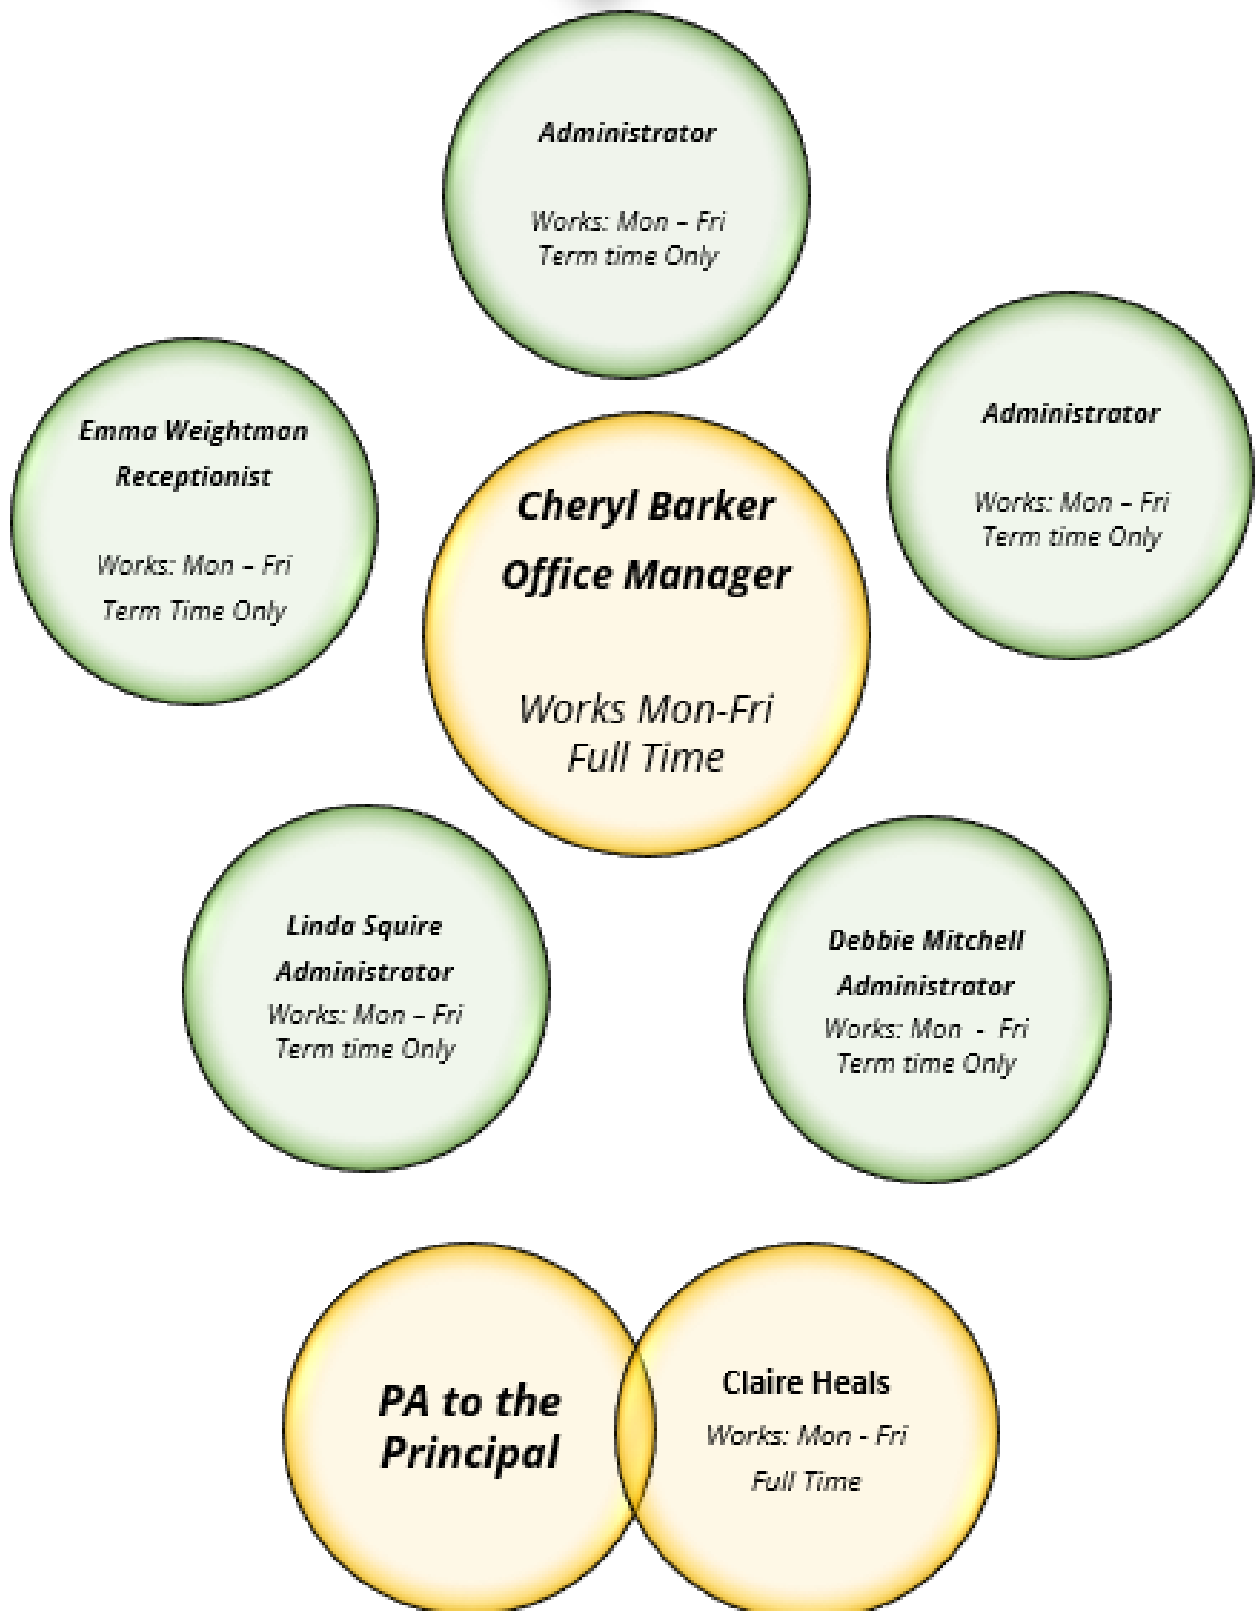 Administrator
Works: Mon – Fri
Term time Only
Emma Weightman
Receptionist
Works: Mon – Fri
Term Time Only
Cheryl Barker
Office Manager
Works Mon-Fri
Full Time
Administrator
Works: Mon – Fri
Term time Only
Linda Squire
Administrator
Works: Mon – Fri
Term time Only
Debbie Mitchell
Administrator
Works: Mon - Fri
Term time Only
PA to the
Principal
Claire Heals
Works: Mon - Fri
Full Time